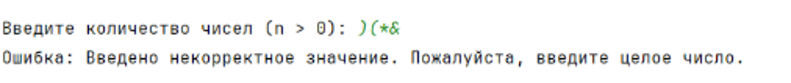 Введите количество чисел (n > 0): )(*&
Ошибка: Введено некорректное значение. Пожалуйста, введите целое число.